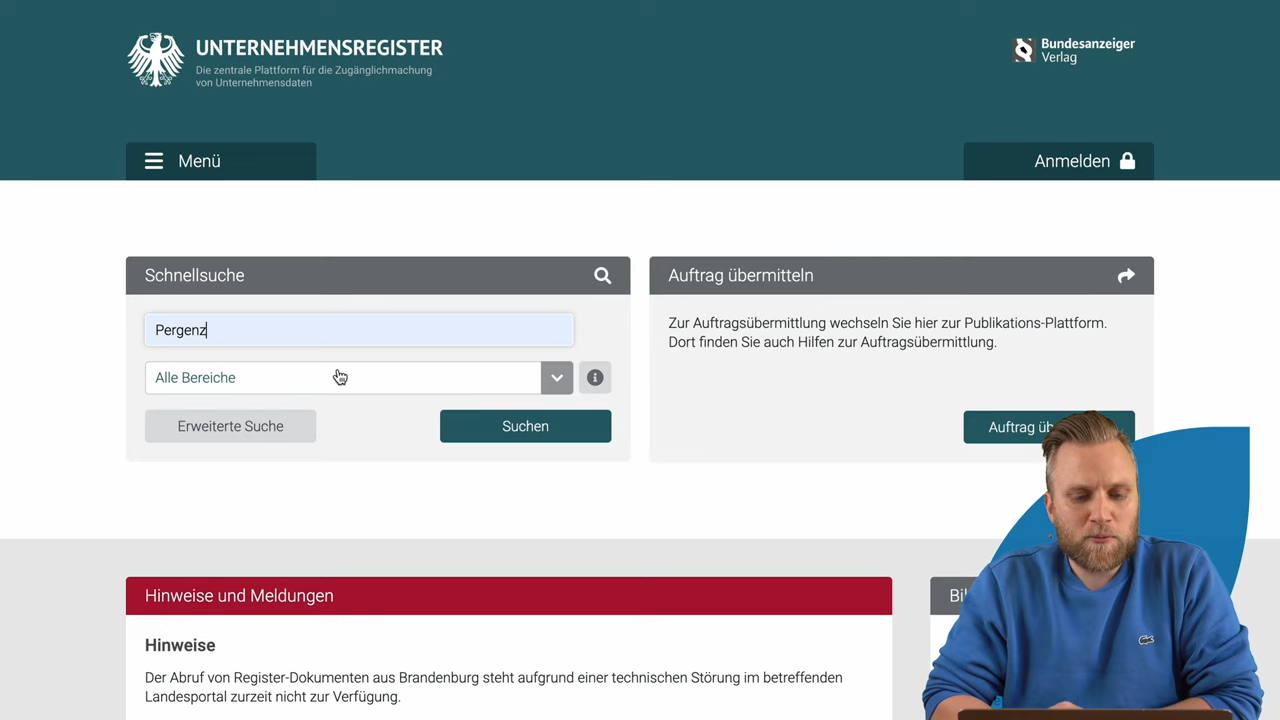 UNTERNEHMENSREGISTER
Die zentrale Plattform für die Zugänglichmachung
von Unternehmensdaten
Bundesanzeiger
Verlag
Menü
Anmelden
Schnellsuche
Pergenz
Alle Bereiche
Erweiterte Suche
Suchen
Auftrag übermitteln
Zur Auftragsübermittlung wechseln Sie hier zur Publikations-Plattform.
Dort finden Sie auch Hilfen zur Auftragsübermittlung.
Auftrag
Hinweise und Meldungen
Hinweise
Der Abruf von Register-Dokumenten aus Brandenburg steht aufgrund einer technischen Störung im betreffenden
Landesportal zurzeit nicht zur Verfügung.